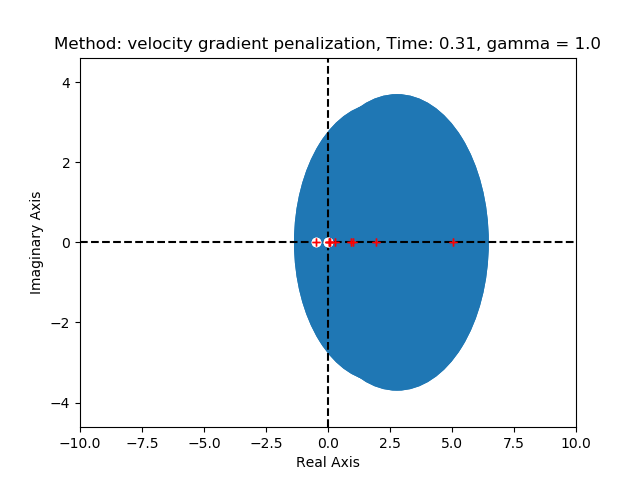 Method: velocity gradient penalization, Time: 0.31, gamma = 1.0
4
2
0
−2
−4
Imaginary Axis
−10.0 −7.5 −5.0 −2.5 0.0 2.5 5.0 7.5 10.0
Real Axis